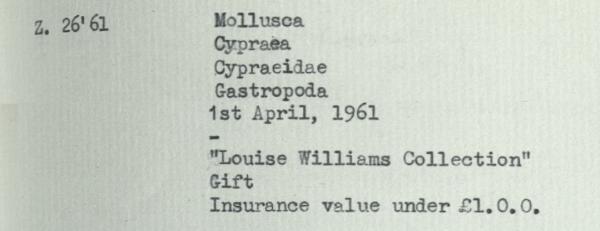 Z. 26'61 Mollusca
Cypraea
Cypraeidae
Gastropoda
1st April, 1961
-
"Louise Williams Collection"
Gift
Insurance value under £1.0.0.